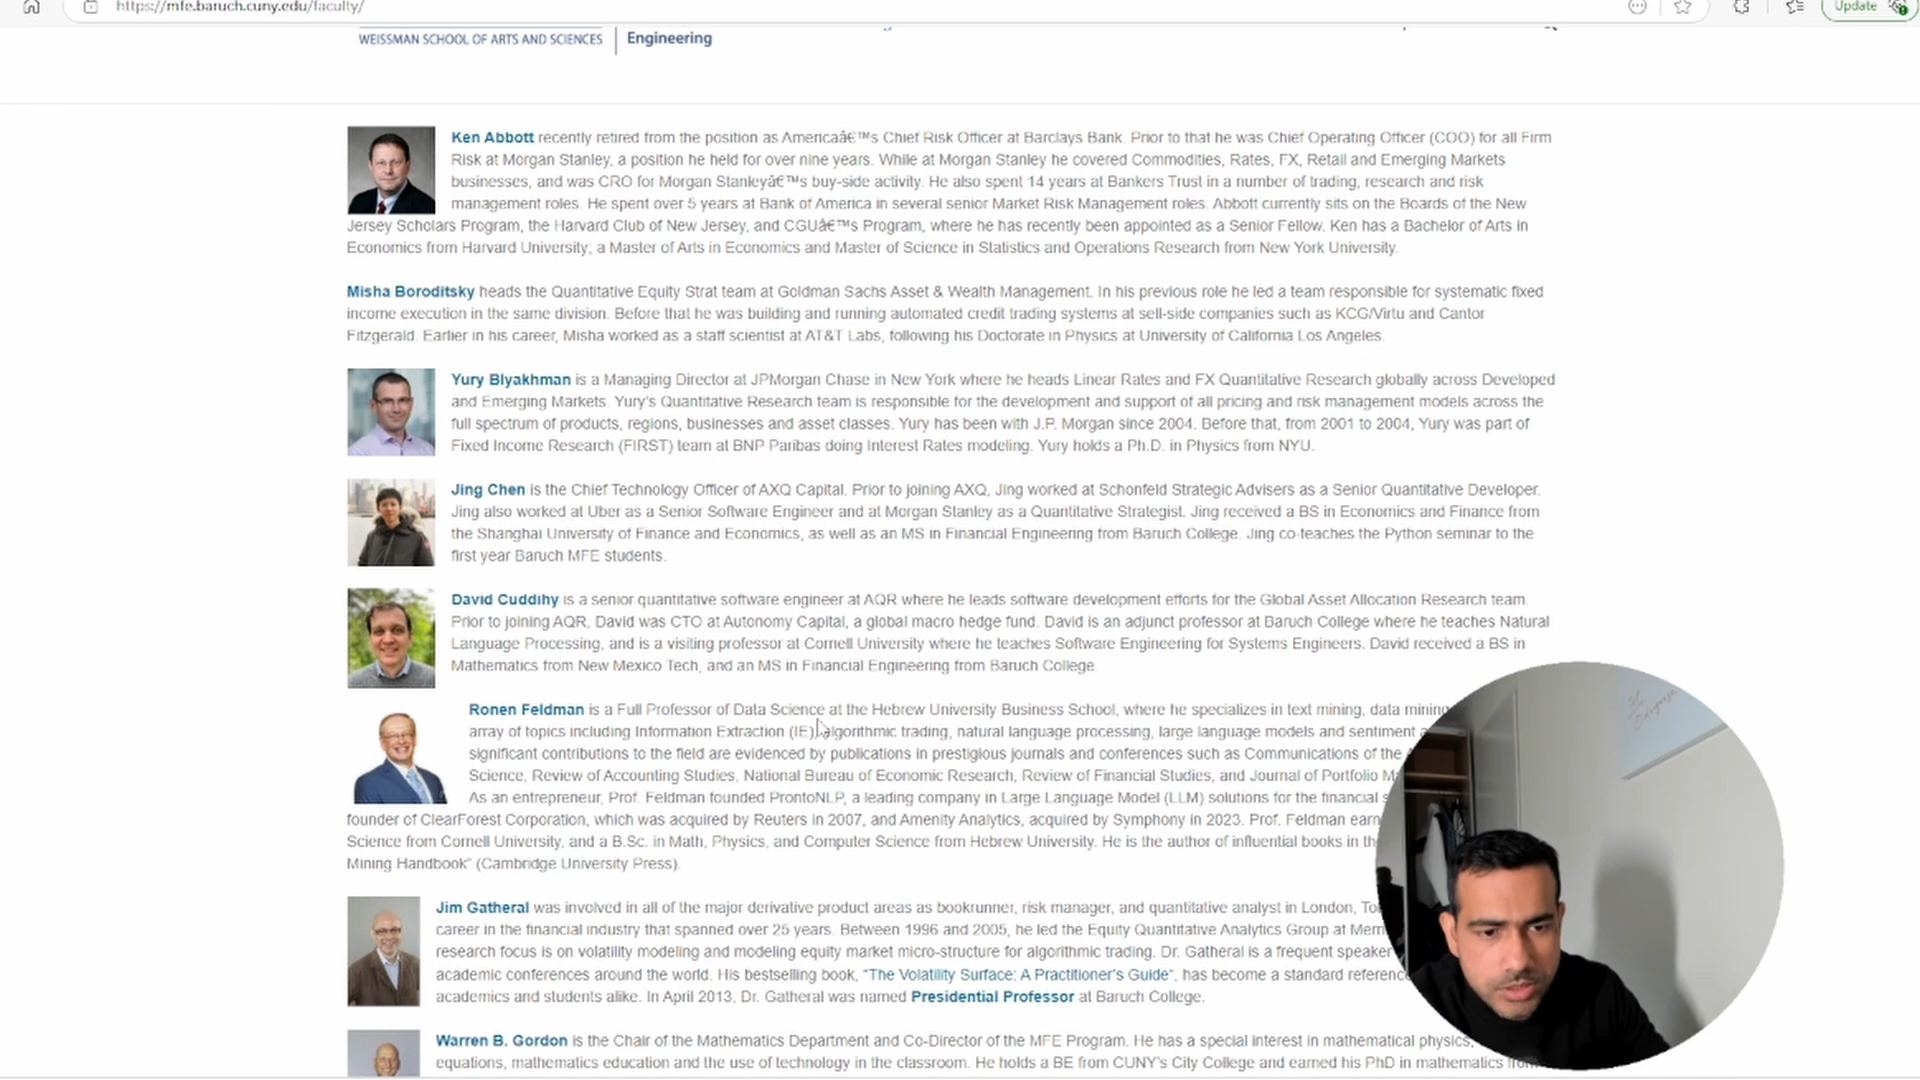 https://mfe.baruch.cuny.edu/faculty/
Update
WEISSMAN SCHOOL OF ARTS AND SCIENCES
Engineering
Ken Abbott recently retired from the position as Americaâ€™s Chief Risk Officer at Barclays Bank. Prior to that he was Chief Operating Officer (COO) for all Firm
Risk at Morgan Stanley, a position he held for over nine years. While at Morgan Stanley he covered Commodities, Rates, FX, Retail and Emerging Markets
businesses, and was CRO for Morgan Stanleyâ€™s buy-side activity. He also spent 14 years at Bankers Trust in a number of trading, research and risk
management roles. He spent over 5 years at Bank of America in several senior Market Risk Management roles. Abbott currently sits on the Boards of the New
Jersey Scholars Program, the Harvard Club of New Jersey, and CGUâ€™s Program, where he has recently been appointed as a Senior Fellow. Ken has a Bachelor of Arts in
Economics from Harvard University; a Master of Arts in Economics and Master of Science in Statistics and Operations Research from New York University.
Misha Boroditsky heads the Quantitative Equity Strat team at Goldman Sachs Asset & Wealth Management. In his previous role he led a team responsible for systematic fixed
income execution in the same division. Before that he was building and running automated credit trading systems at sell-side companies such as KCG/Virtu and Cantor
Fitzgerald. Earlier in his career, Misha worked as a staff scientist at AT&T Labs, following his Doctorate in Physics at University of California Los Angeles.
Yury Blyakhman is a Managing Director at JPMorgan Chase in New York where he heads Linear Rates and FX Quantitative Research globally across Developed
and Emerging Markets. Yury's Quantitative Research team is responsible for the development and support of all pricing and risk management models across the
full spectrum of products, regions, businesses and asset classes. Yury has been with J.P. Morgan since 2004. Before that, from 2001 to 2004, Yury was part of
Fixed Income Research (FIRST) team at BNP Paribas doing Interest Rates modeling. Yury holds a Ph.D. in Physics from NYU.
Jing Chen is the Chief Technology Officer of AXQ Capital. Prior to joining AXQ, Jing worked at Schonfeld Strategic Advisers as a Senior Quantitative Developer.
Jing also worked at Uber as a Senior Software Engineer and at Morgan Stanley as a Quantitative Strategist. Jing received a BS in Economics and Finance from
the Shanghai University of Finance and Economics, as well as an MS in Financial Engineering from Baruch College. Jing co-teaches the Python seminar to the
first year Baruch MFE students.
David Cuddihy is a senior quantitative software engineer at AQR where he leads software development efforts for the Global Asset Allocation Research team.
Prior to joining AQR, David was CTO at Autonomy Capital, a global macro hedge fund. David is an adjunct professor at Baruch College where he teaches Natural
Language Processing, and is a visiting professor at Cornell University where he teaches Software Engineering for Systems Engineers. David received a BS in
Mathematics from New Mexico Tech, and an MS in Financial Engineering from Baruch College.
Ronen Feldman is a Full Professor of Data Science at the Hebrew University Business School, where he specializes in text mining, data mining
array of topics including Information Extraction (IE), algorithmic trading, natural language processing, large language models and sentiment
significant contributions to the field are evidenced by publications in prestigious journals and conferences such as Communications of the
Science, Review of Accounting Studies, National Bureau of Economic Research, Review of Financial Studies, and Journal of Portfolio
As an entrepreneur, Prof. Feldman founded ProntoNLP, a leading company in Large Language Model (LLM) solutions for the financial
founder of ClearForest Corporation, which was acquired by Reuters in 2007, and Amenity Analytics, acquired by Symphony in 2023. Prof. Feldman earn
Science from Cornell University, and a B.Sc. in Math, Physics, and Computer Science from Hebrew University. He is the author of influential books in
Mining Handbook" (Cambridge University Press).
Jim Gatheral was involved in all of the major derivative product areas as bookrunner, risk manager, and quantitative analyst in London,
career in the financial industry that spanned over 25 years. Between 1996 and 2005, he led the Equity Quantitative Analytics Group at
research focus is on volatility modeling and modeling equity market micro-structure for algorithmic trading. Dr. Gatheral is a frequent speaker
academic conferences around the world. His bestselling book, "The Volatility Surface: A Practitioner's Guide", has become a standard referenc
academics and students alike. In April 2013, Dr. Gatheral was named Presidential Professor at Baruch College.
Warren B. Gordon is the Chair of the Mathematics Department and Co-Director of the MFE Program. He has a special interest in mathematical physics,
equations, mathematics education and the use of technology in the classroom. He holds a BE from CUNY's City College and earned his PhD in mathematics from